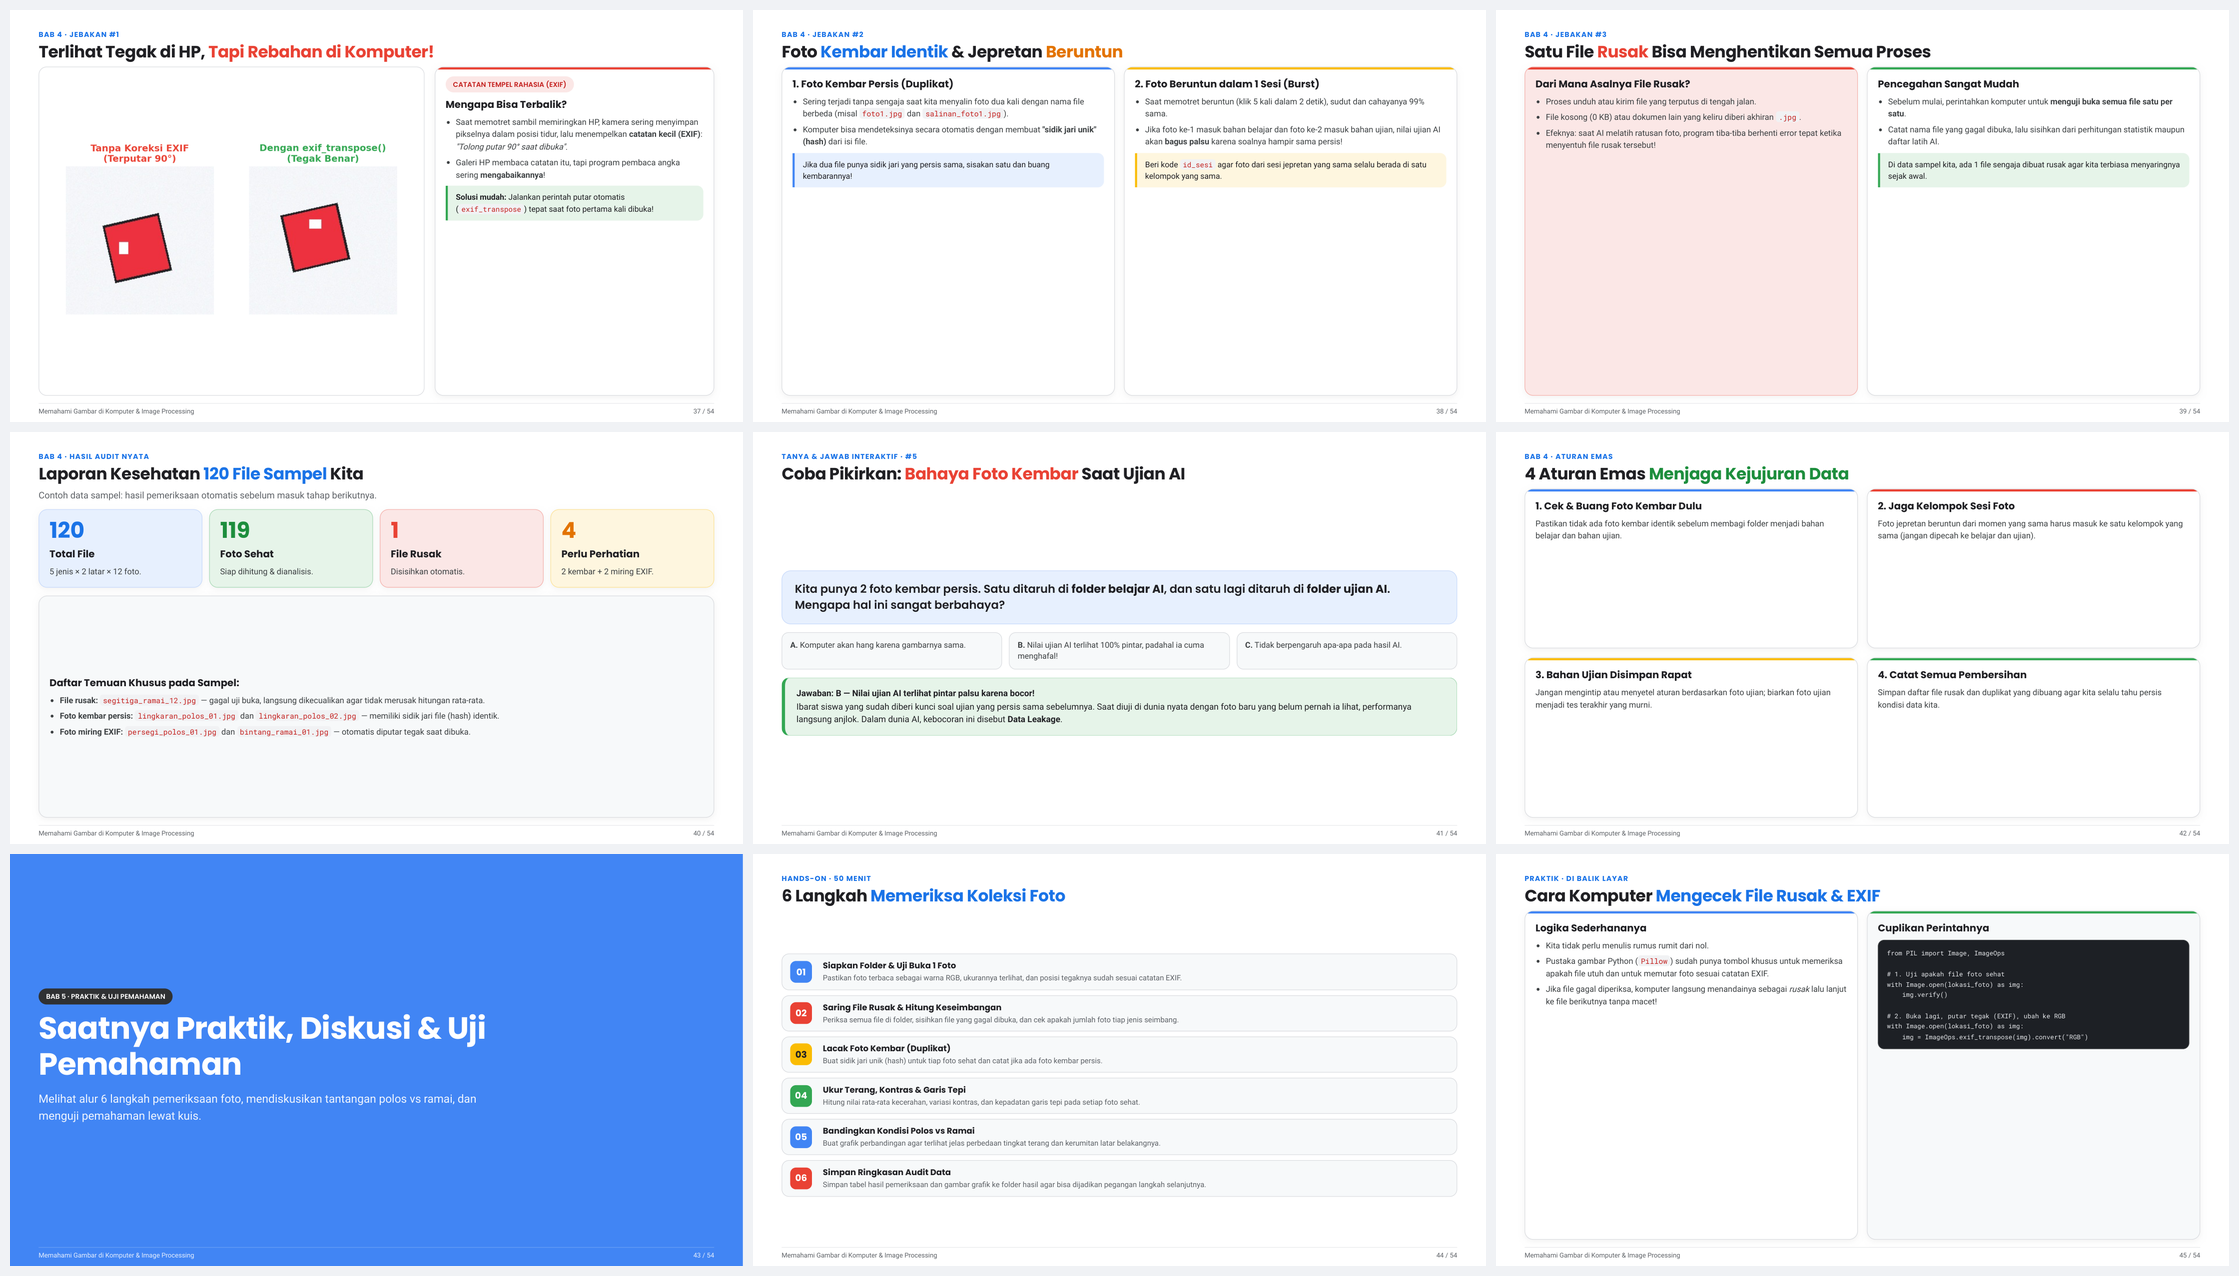 BAB 4 · JEBAKAN #1
Terlihat Tegak di HP, Tapi Rebahan di Komputer!
Tanpa Koreksi EXIF
(Terputar 90°)
Dengan exif_transpose()
(Tegak Benar)
CATATAN TEMPEL RAHASIA (EXIF)
Mengapa Bisa Terbalik?
• Saat memotret sambil memiringkan HP, kamera sering menyimpan
pikselnya dalam posisi tidur, lalu menempelkan catatan kecil (EXIF):
"Tolong putar 90° saat dibuka".
• Galeri HP membaca catatan itu, tapi program pembaca angka
sering mengabaikannya!
Solusi mudah: Jalankan perintah putar otomatis
( exif_transpose ) tepat saat foto pertama kali dibuka!
Memahami Gambar di Komputer & Image Processing
37 / 54
BAB 4 · JEBAKAN #2
Foto Kembar Identik & Jepretan Beruntun
1. Foto Kembar Persis (Duplikat)
• Sering terjadi tanpa sengaja saat kita menyalin foto dua kali dengan nama file
berbeda (misal foto1.jpg dan salinan_foto1.jpg ).
• Komputer bisa mendeteksinya secara otomatis dengan membuat "sidik jari unik"
(hash) dari isi file.
Jika dua file punya sidik jari yang persis sama, sisakan satu dan buang
kembarannya!
2. Foto Beruntun dalam 1 Sesi (Burst)
• Saat memotret beruntun (klik 5 kali dalam 2 detik), sudut dan cahayanya 99%
sama.
• Jika foto ke-1 masuk bahan belajar dan foto ke-2 masuk bahan ujian, nilai ujian AI
akan bagus palsu karena soalnya hampir sama persis!
Beri kode id_sesi agar foto dari sesi jepretan yang sama selalu berada di satu
kelompok yang sama.
Memahami Gambar di Komputer & Image Processing
38 / 54
BAB 4 · JEBAKAN #3
Satu File Rusak Bisa Menghentikan Semua Proses
Dari Mana Asalnya File Rusak?
• Proses unduh atau kirim file yang terputus di tengah jalan.
• File kosong (0 KB) atau dokumen lain yang keliru diberi akhiran .jpg .
• Efeknya: saat AI melatih ratusan foto, program tiba-tiba berhenti error tepat ketika
menyentuh file rusak tersebut!
Pencegahan Sangat Mudah
• Sebelum mulai, perintahkan komputer untuk menguji buka semua file satu per
satu.
• Catat nama file yang gagal dibuka, lalu sisihkan dari perhitungan statistik maupun
daftar latih AI.
Di data sampel kita, ada 1 file sengaja dibuat rusak agar kita terbiasa menyaringnya
sejak awal.
Memahami Gambar di Komputer & Image Processing
39 / 54
BAB 4 · HASIL AUDIT NYATA
Laporan Kesehatan 120 File Sampel Kita
Contoh data sampel: hasil pemeriksaan otomatis sebelum masuk tahap berikutnya.
120
Total File
5 jenis × 2 latar × 12 foto.
119
Foto Sehat
Siap dihitung & dianalisis.
1
File Rusak
Disisihkan otomatis.
4
Perlu Perhatian
2 kembar + 2 miring EXIF.
Daftar Temuan Khusus pada Sampel:
• File rusak: segitiga_ramai_12.jpg — gagal uji buka, langsung dikecualikan agar tidak merusak hitungan rata-rata.
• Foto kembar persis: lingkaran_polos_01.jpg dan lingkaran_polos_02.jpg — memiliki sidik jari file (hash) identik.
• Foto miring EXIF: persegi_polos_01.jpg dan bintang_ramai_01.jpg — otomatis diputar tegak saat dibuka.
Memahami Gambar di Komputer & Image Processing
40 / 54
TANYA & JAWAB INTERAKTIF · #5
Coba Pikirkan: Bahaya Foto Kembar Saat Ujian AI
Kita punya 2 foto kembar persis. Satu ditaruh di folder belajar AI, dan satu lagi ditaruh di folder ujian AI.
Mengapa hal ini sangat berbahaya?
A. Komputer akan hang karena gambarnya sama.
B. Nilai ujian AI terlihat 100% pintar, padahal ia cuma
menghafal!
C. Tidak berpengaruh apa-apa pada hasil AI.
Jawaban: B — Nilai ujian AI terlihat pintar palsu karena bocor!
Ibarat siswa yang sudah diberi kunci soal ujian yang persis sama sebelumnya. Saat diuji di dunia nyata dengan foto baru yang belum pernah ia lihat, performanya
langsung anjlok. Dalam dunia AI, kebocoran ini disebut Data Leakage.
Memahami Gambar di Komputer & Image Processing
41 / 54
BAB 4 · ATURAN EMAS
4 Aturan Emas Menjaga Kejujuran Data
1. Cek & Buang Foto Kembar Dulu
Pastikan tidak ada foto kembar identik sebelum membagi folder menjadi bahan
belajar dan bahan ujian.
2. Jaga Kelompok Sesi Foto
Foto jepretan beruntun dari momen yang sama harus masuk ke satu kelompok yang
sama (jangan dipecah ke belajar dan ujian).
3. Bahan Ujian Disimpan Rapat
Jangan mengintip atau menyetel aturan berdasarkan foto ujian; biarkan foto ujian
menjadi tes terakhir yang murni.
4. Catat Semua Pembersihan
Simpan daftar file rusak dan duplikat yang dibuang agar kita selalu tahu persis
kondisi data kita.
Memahami Gambar di Komputer & Image Processing
42 / 54
BAB 5 · PRAKTIK & UJI PEMAHAMAN
Saatnya Praktik, Diskusi & Uji
Pemahaman
Melihat alur 6 langkah pemeriksaan foto, mendiskusikan tantangan polos vs ramai, dan
menguji pemahaman lewat kuis.
Memahami Gambar di Komputer & Image Processing
43 / 54
HANDS-ON · 50 MENIT
6 Langkah Memeriksa Koleksi Foto
01
Siapkan Folder & Uji Buka 1 Foto
Pastikan foto terbaca sebagai warna RGB, ukurannya terlihat, dan posisi tegaknya sudah sesuai catatan EXIF.
02
Saring File Rusak & Hitung Keseimbangan
Periksa semua file di folder, sisihkan file yang gagal dibuka, dan cek apakah jumlah foto tiap jenis seimbang.
03
Lacak Foto Kembar (Duplikat)
Buat sidik jari unik (hash) untuk tiap foto sehat dan catat jika ada foto kembar persis.
04
Ukur Terang, Kontras & Garis Tepi
Hitung nilai rata-rata kecerahan, variasi kontras, dan kepadatan garis tepi pada setiap foto sehat.
05
Bandingkan Kondisi Polos vs Ramai
Buat grafik perbandingan agar terlihat jelas perbedaan tingkat terang dan kerumitan latar belakangnya.
06
Simpan Ringkasan Audit Data
Simpan tabel hasil pemeriksaan dan gambar grafik ke folder hasil agar bisa dijadikan pegangan langkah selanjutnya.
Memahami Gambar di Komputer & Image Processing
44 / 54
PRAKTIK · DI BALIK LAYAR
Cara Komputer Mengecek File Rusak & EXIF
Logika Sederhananya
• Kita tidak perlu menulis rumus rumit dari nol.
• Pustaka gambar Python ( Pillow ) sudah punya tombol khusus untuk memeriksa
apakah file utuh dan untuk memutar foto sesuai catatan EXIF.
• Jika file gagal diperiksa, komputer langsung menandainya sebagai rusak lalu lanjut
ke file berikutnya tanpa macet!
Cuplikan Perintahnya
from PIL import Image, ImageOps
# 1. Uji apakah file foto sehat
with Image.open(lokasi_foto) as img:
img.verify()
# 2. Buka lagi, putar tegak (EXIF), ubah ke RGB
with Image.open(lokasi_foto) as img:
img = ImageOps.exif_transpose(img).convert("RGB")
Memahami Gambar di Komputer & Image Processing
45 / 54